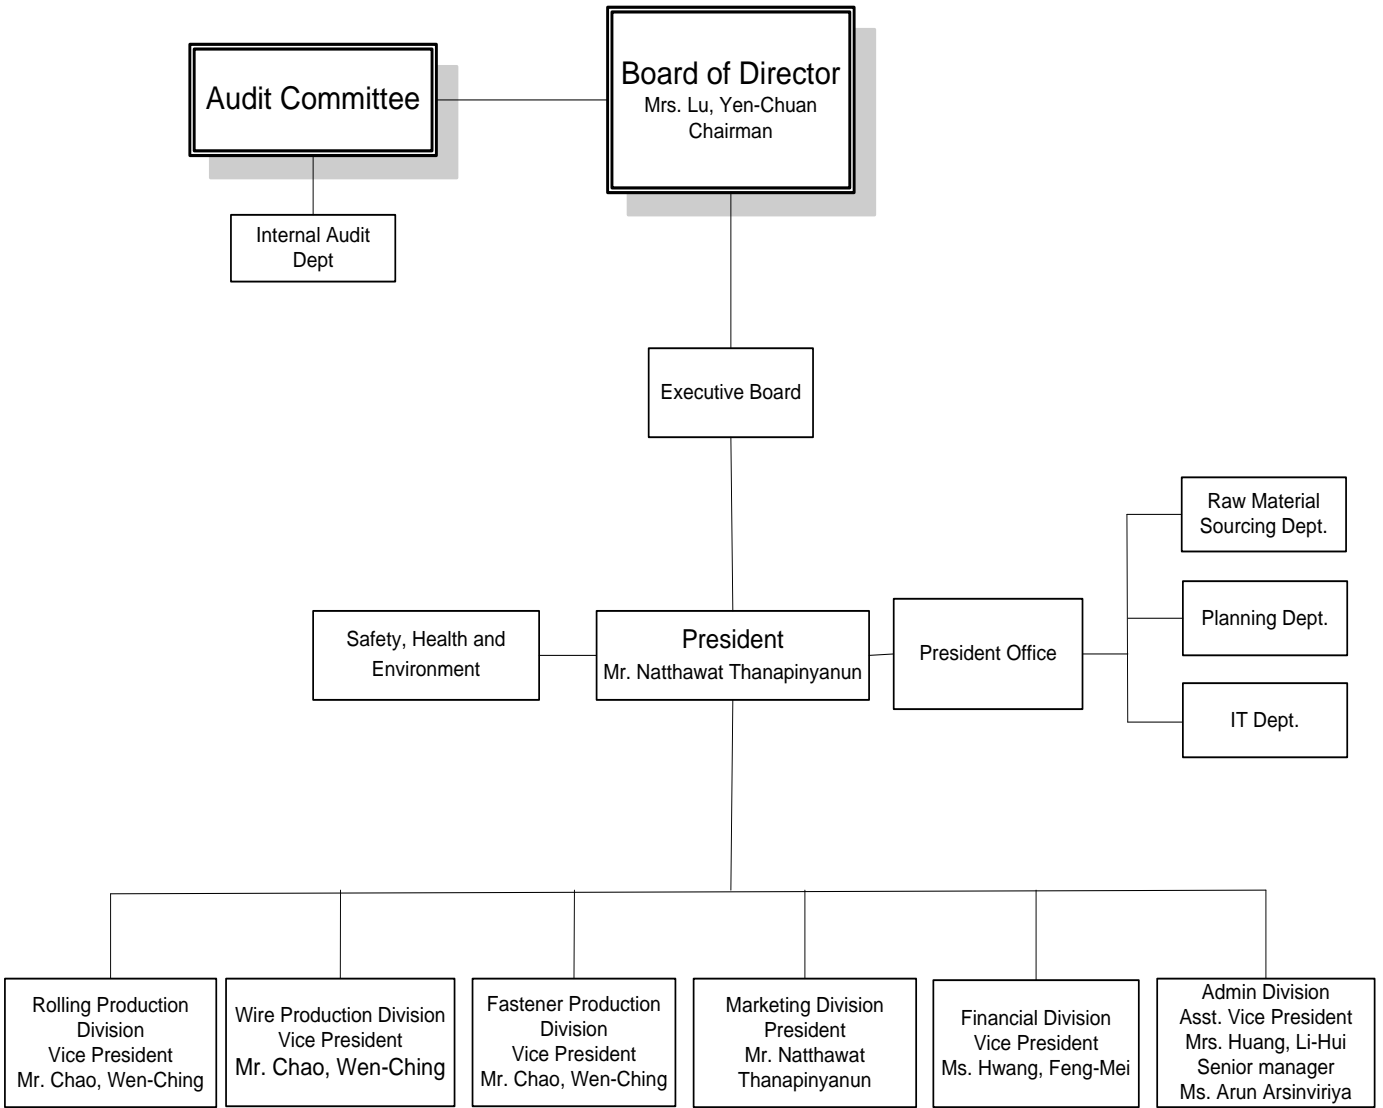 Audit Committee
Board of Director
Mrs. Lu, Yen-Chuan
Chairman
Internal Audit
Dept
Executive Board
Raw Material
Sourcing Dept.
Planning Dept.
IT Dept.
Safety, Health and
Environment
President
Mr. Natthawat Thanapinyanun
President Office
Rolling Production
Division
Vice President
Mr. Chao, Wen-Ching
Wire Production Division
Vice President
Mr. Chao, Wen-Ching
Fastener Production
Division
Vice President
Mr. Chao, Wen-Ching
Marketing Division
President
Mr. Natthawat
Thanapinyanun
Financial Division
Vice President
Ms. Hwang, Feng-Mei
Admin Division
Asst. Vice President
Mrs. Huang, Li-Hui
Senior manager
Ms. Arun Arsinviriya